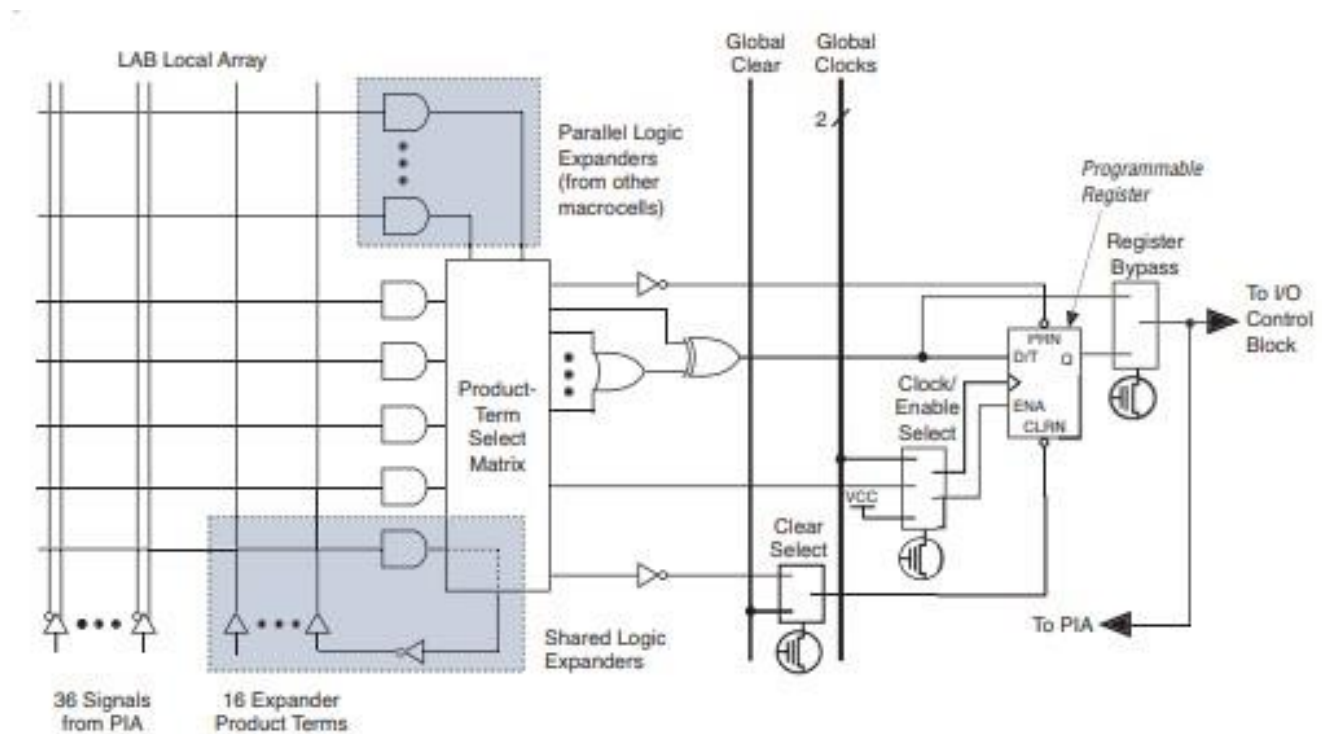 LAB Local Array
Global
Clear
Global
Clocks
2
Parallel Logic
Expanders
(from other
macrocells)
Programmable
Register
Register
Bypass
To I/O
Control
Block
PRN
D/T
Q
ENA
CLRN
Product-
Term
Select
Matrix
Clock/
Enable
Select
VCC
Clear
Select
To PIA
Shared Logic
Expanders
36 Signals
from PIA
16 Expander
Product Terms